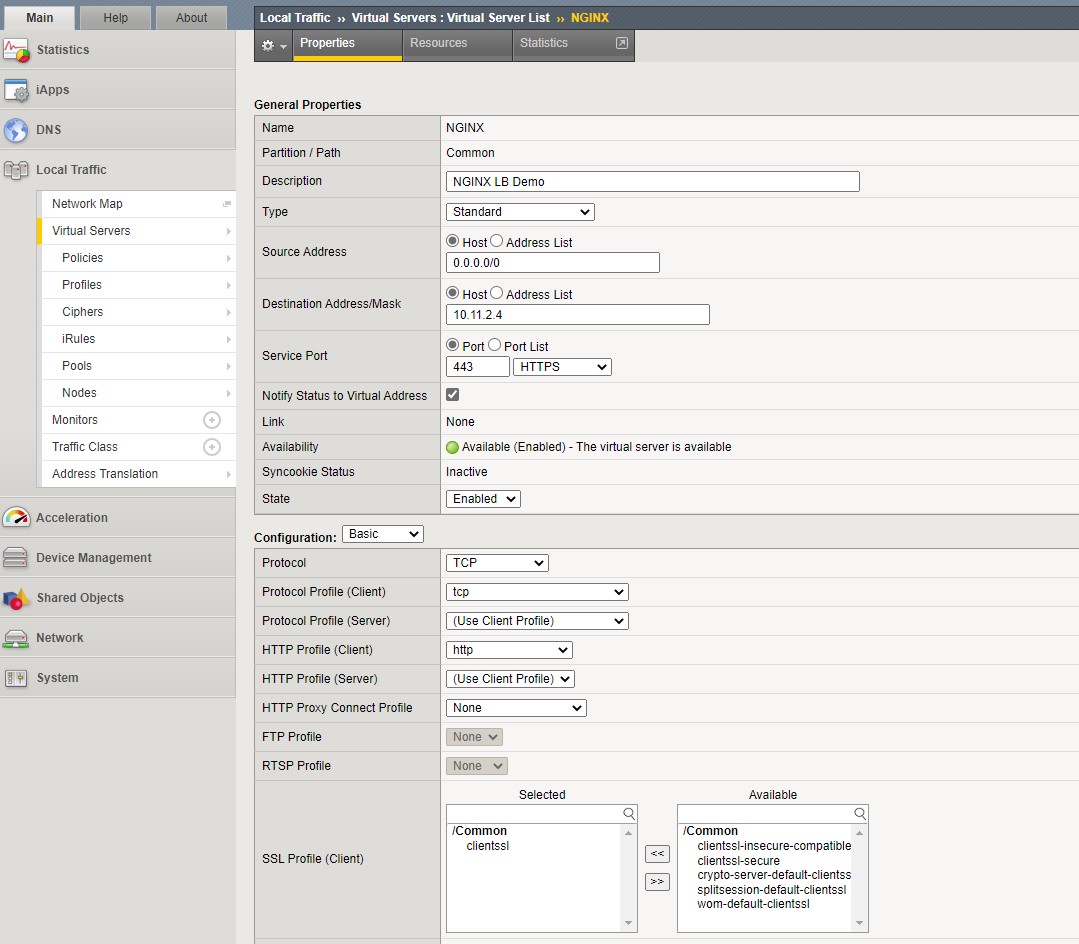 Main
Help
About
Statistics
iApps
DNS
Local Traffic
Network Map
Virtual Servers
Policies
Profiles
Ciphers
iRules
Pools
Nodes
Monitors
Traffic Class
Address Translation
Acceleration
Device Management
Shared Objects
Network
System
Local Traffic ›› Virtual Servers : Virtual Server List ›› NGINX
Properties
Resources
Statistics
General Properties
Name NGINX
Partition / Path Common
Description NGINX LB Demo
Type Standard
Source Address
Host Address List
0.0.0.0/0
Destination Address/Mask
Host Address List
10.11.2.4
Service Port
Port Port List
443 HTTPS
Notify Status to Virtual Address
Link None
Availability Available (Enabled) - The virtual server is available
Syncookie Status Inactive
State Enabled
Configuration: Basic
Protocol TCP
Protocol Profile (Client) tcp
Protocol Profile (Server) (Use Client Profile)
HTTP Profile (Client) http
HTTP Profile (Server) (Use Client Profile)
HTTP Proxy Connect Profile None
FTP Profile None
RTSP Profile None
SSL Profile (Client)
Selected
/Common
clientssl
<<
>>
Available
/Common
clientssl-insecure-compatible
clientssl-secure
crypto-server-default-clientss
splitsession-default-clientssl
wom-default-clientssl